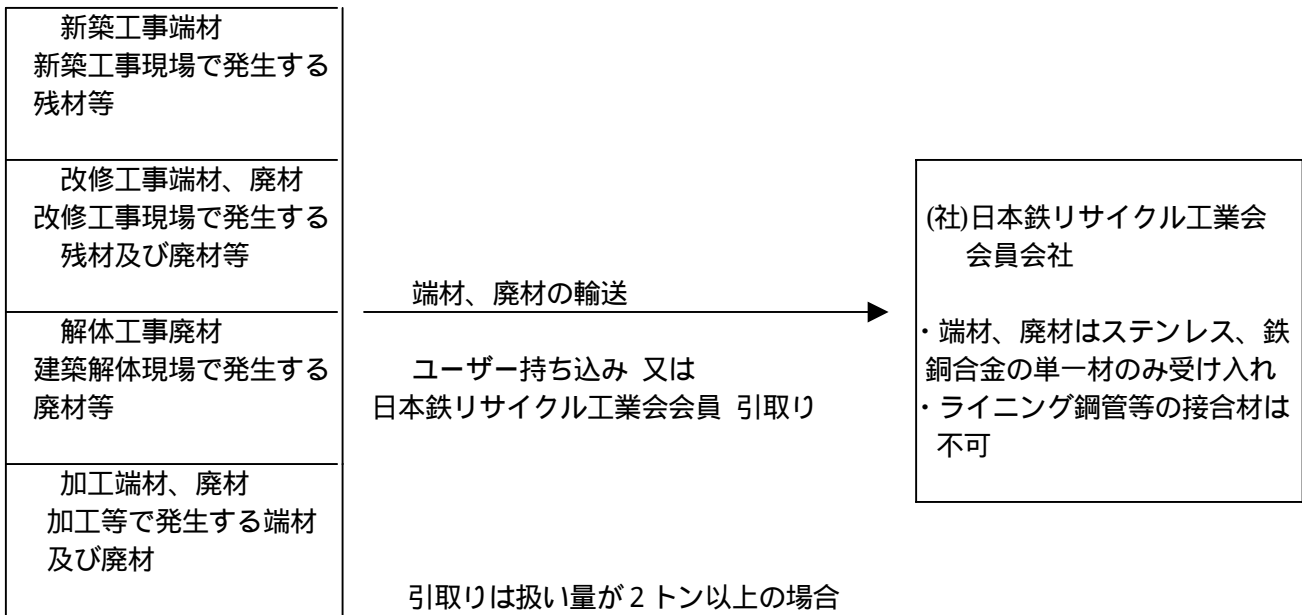 新築工事端材
新築工事現場で発生する
残材等
改修工事端材、廃材
改修工事現場で発生する
残材及び廃材等
解体工事廃材
建築解体現場で発生する
廃材等
加工端材、廃材
加工等で発生する端材
及び廃材
端材、廃材の輸送
ユーザー持ち込み 又は
日本鉄リサイクル工業会会員 引取り
引取りは扱い量が2トン以上の場合
(社)日本鉄リサイクル工業会
会員会社
・端材、廃材はステンレス、鉄
銅合金の単一材のみ受け入れ
・ライニング鋼管等の接合材は
不可